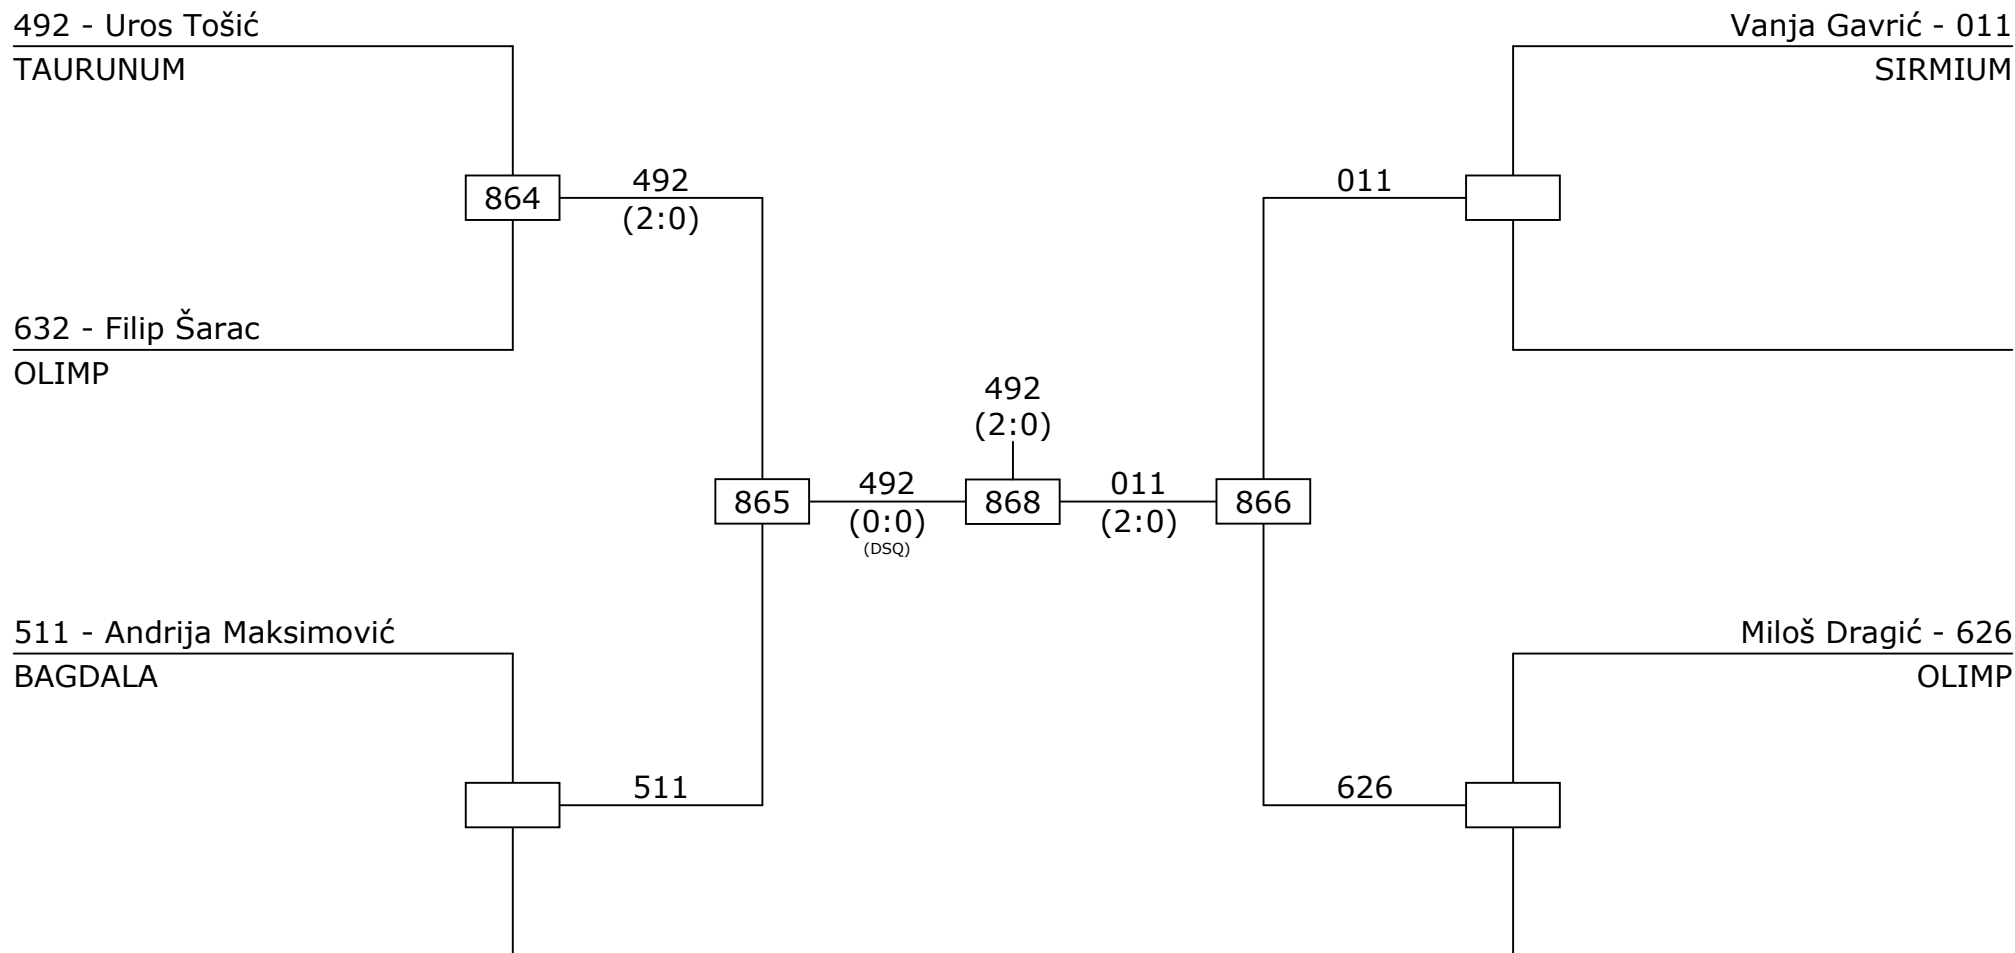 492 - Uros Tošić
TAURUNUM
Vanja Gavrić - 011
SIRMIUM
864
492
(2:0)
011
632 - Filip Šarac
OLIMP
492
(2:0)
865
492
(0:0)
(DSQ)
868
011
(2:0)
866
511 - Andrija Maksimović
BAGDALA
Miloš Dragić - 626
OLIMP
511
626